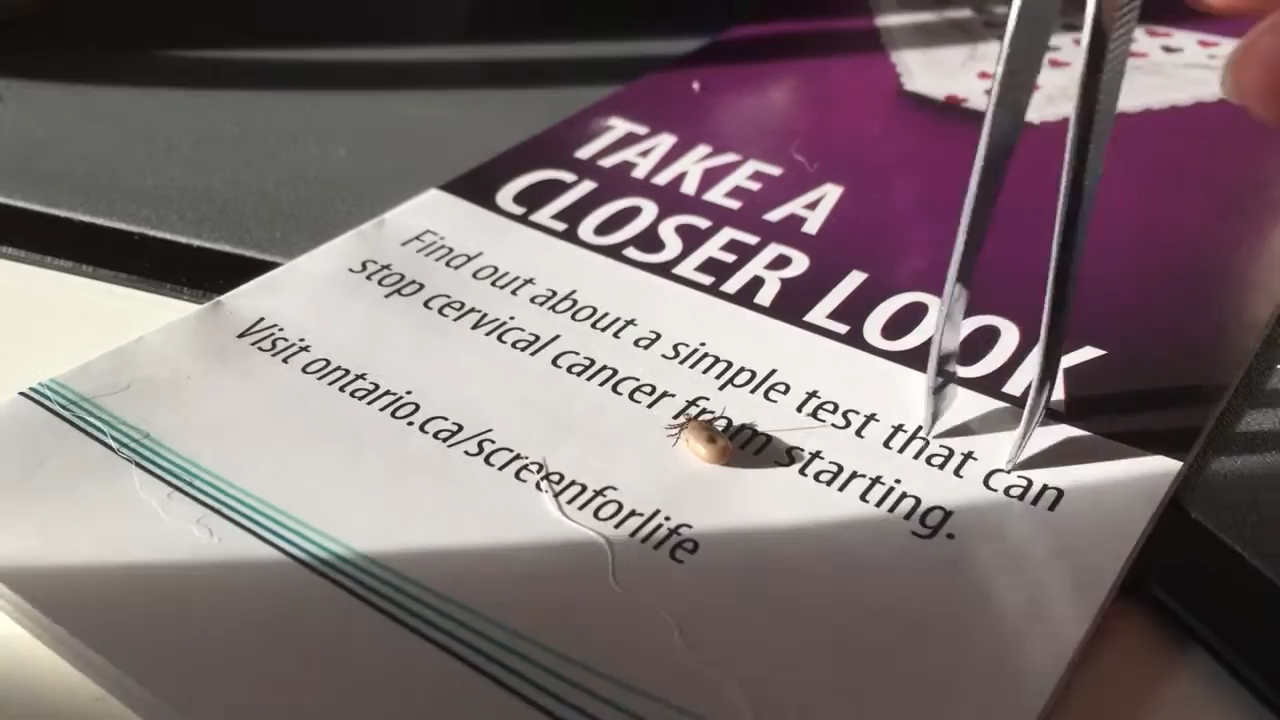 TAKE A
CLOSER LOOK
Find out about a simple test that can
stop cervical cancer from starting.
Visit ontario.ca/screenforlife